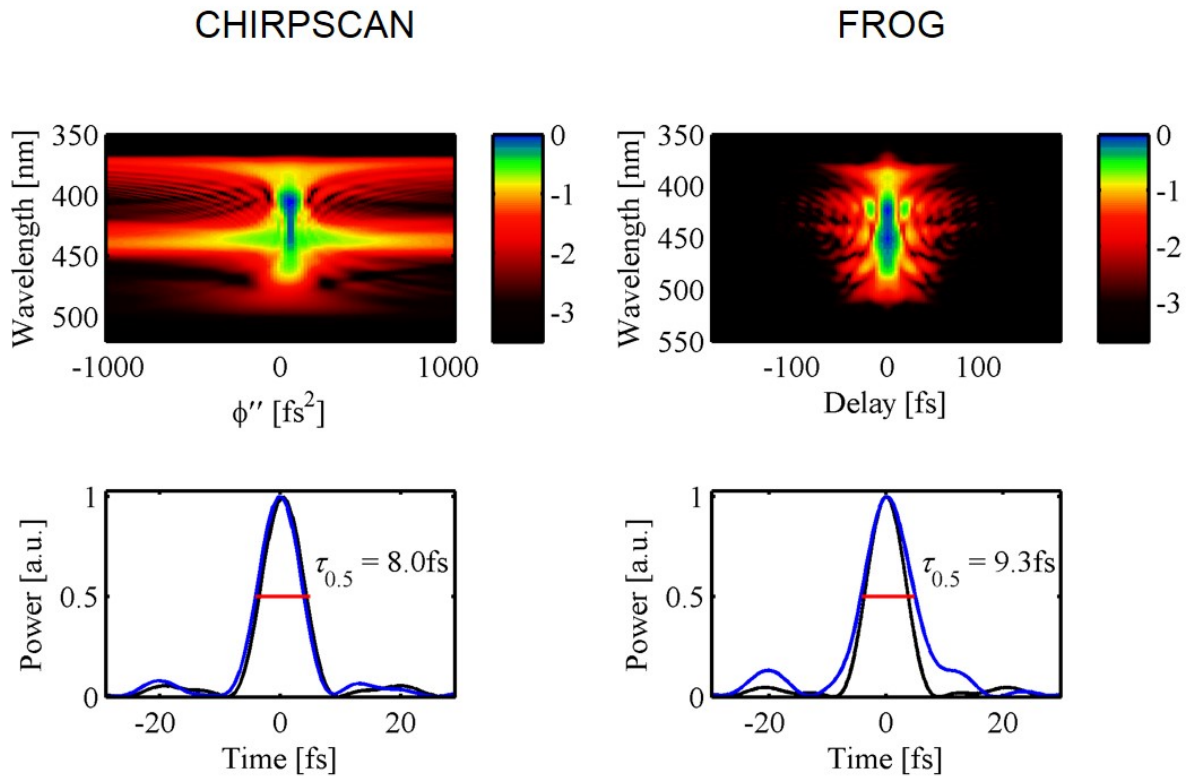 CHIRPSCAN
FROG
Wavelength [nm]
350
400
450
500
-1000 0 1000
ϕ′′ [fs²]
0
-1
-2
-3
Wavelength [nm]
350
400
450
500
550
-100 0 100
Delay [fs]
0
-1
-2
-3
Power [a.u.]
1
0.5
0
τ0.5 = 8.0fs
-20 0 20
Time [fs]
Power [a.u.]
1
0.5
0
τ0.5 = 9.3fs
-20 0 20
Time [fs]